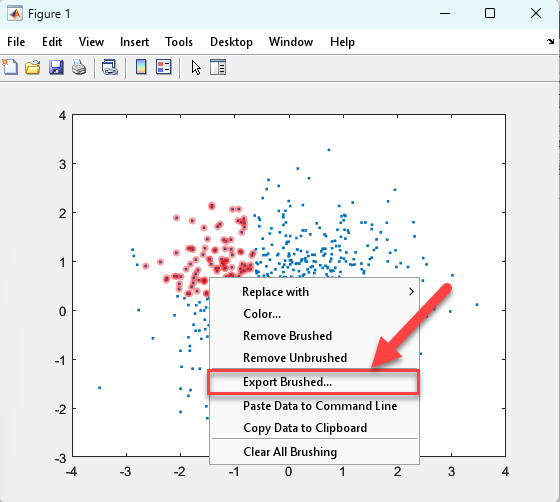 Figure 1
File Edit View Insert Tools Desktop Window Help
4
3
2
1
0
-1
-2
-3
Replace with
Color...
Remove Brushed
Remove Unbrushed
Export Brushed...
Paste Data to Command Line
Copy Data to Clipboard
Clear All Brushing
-4 -2 -1 0 1 2 3 4